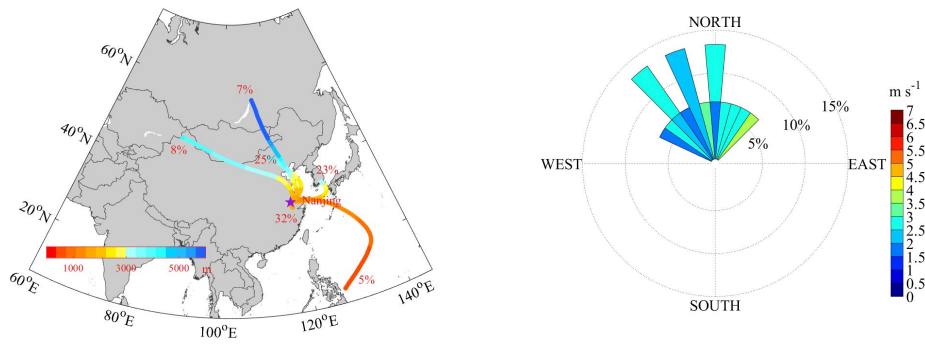 60°N
40°N
20°N
60°E
80°E
100°E
120°E
140°E
7%
8%
25%
23%
Nanjing
32%
5%
1000 3000 5000 m
NORTH
WEST
EAST
SOUTH
5%
10%
15%
m s⁻¹
7
6.5
6
5.5
5
4.5
4
3.5
3
2.5
2
1.5
1
0.5
0